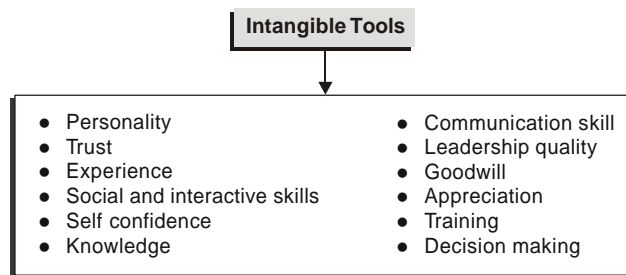 Intangible Tools
● Personality
● Trust
● Experience
● Social and interactive skills
● Self confidence
● Knowledge
● Communication skill
● Leadership quality
● Goodwill
● Appreciation
● Training
● Decision making